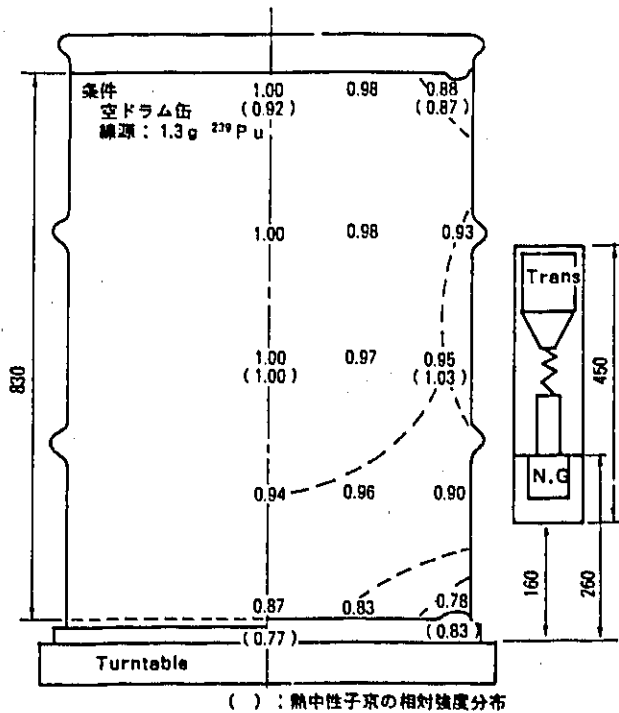 条件
空ドラム缶
線源：1.3g ²³⁹Pu
1.00 0.98 0.88
(0.92) (0.87)
1.00 0.98 0.93
1.00 0.97 0.95
(1.00) (1.03)
0.94 0.96 0.90
0.87 0.83 0.78
(0.77) (0.83)
830
Trans
N.G
450
160
260
Turntable
( )：熱中性子京の相対強度分布